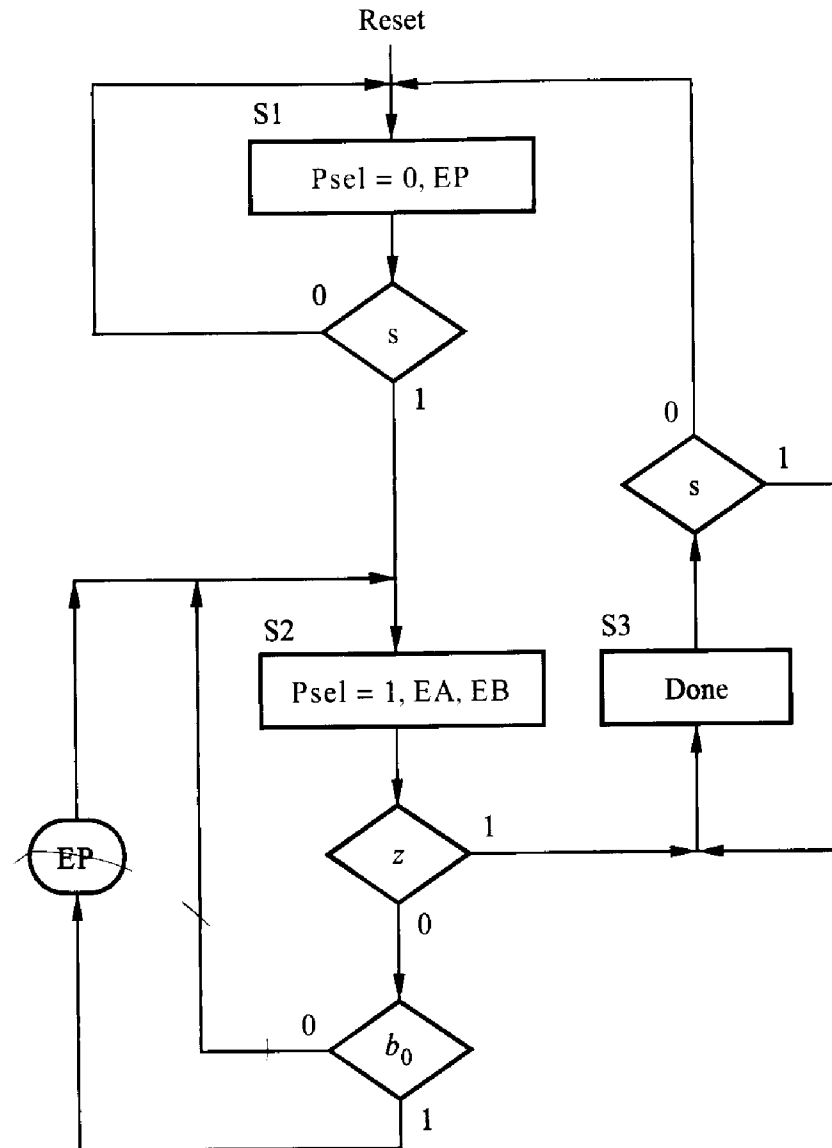 Reset
S1
Psel = 0, EP
0
s
1
0
s
1
S2
Psel = 1, EA, EB
S3
Done
z
1
0
EP
0
b0
1